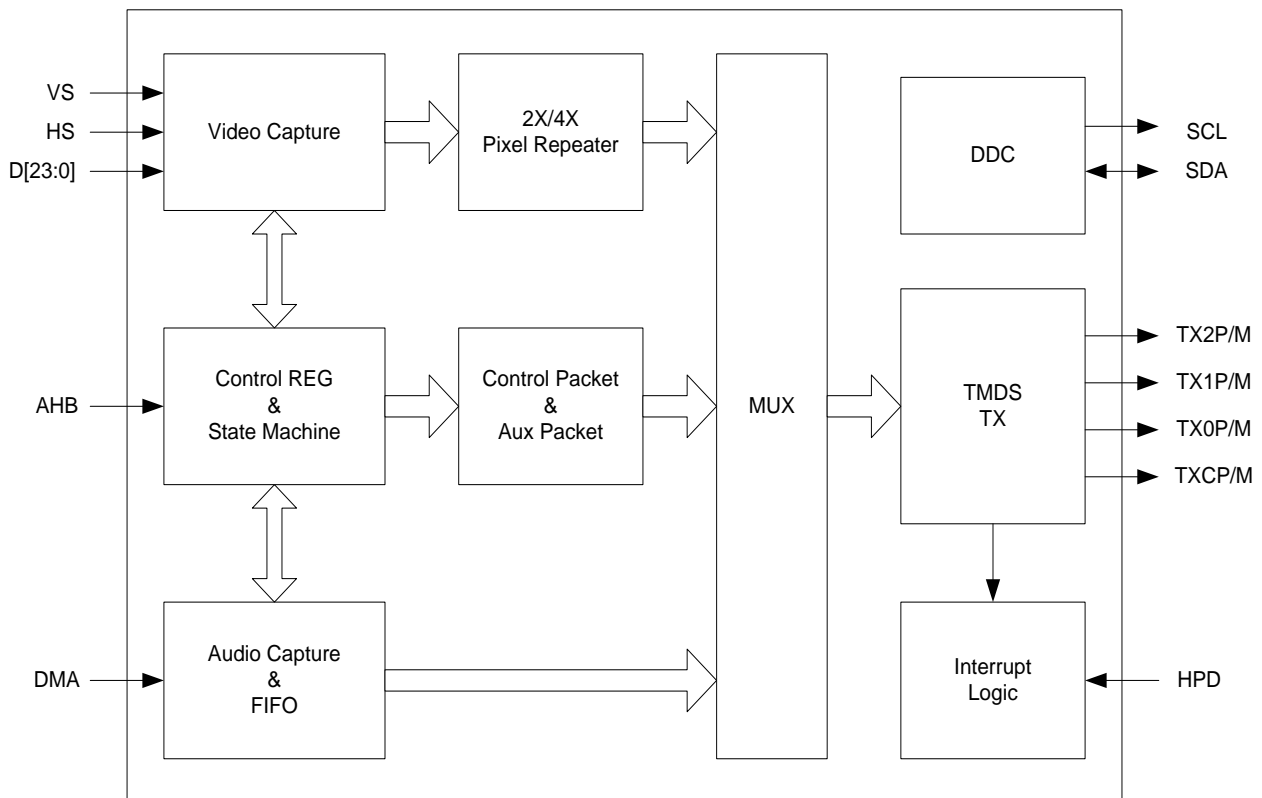 VS
HS
D[23:0]
Video Capture
2X/4X
Pixel Repeater
DDC
SCL
SDA
AHB
Control REG
&
State Machine
Control Packet
&
Aux Packet
MUX
TMDS
TX
TX2P/M
TX1P/M
TX0P/M
TXCP/M
DMA
Audio Capture
&
FIFO
Interrupt
Logic
HPD